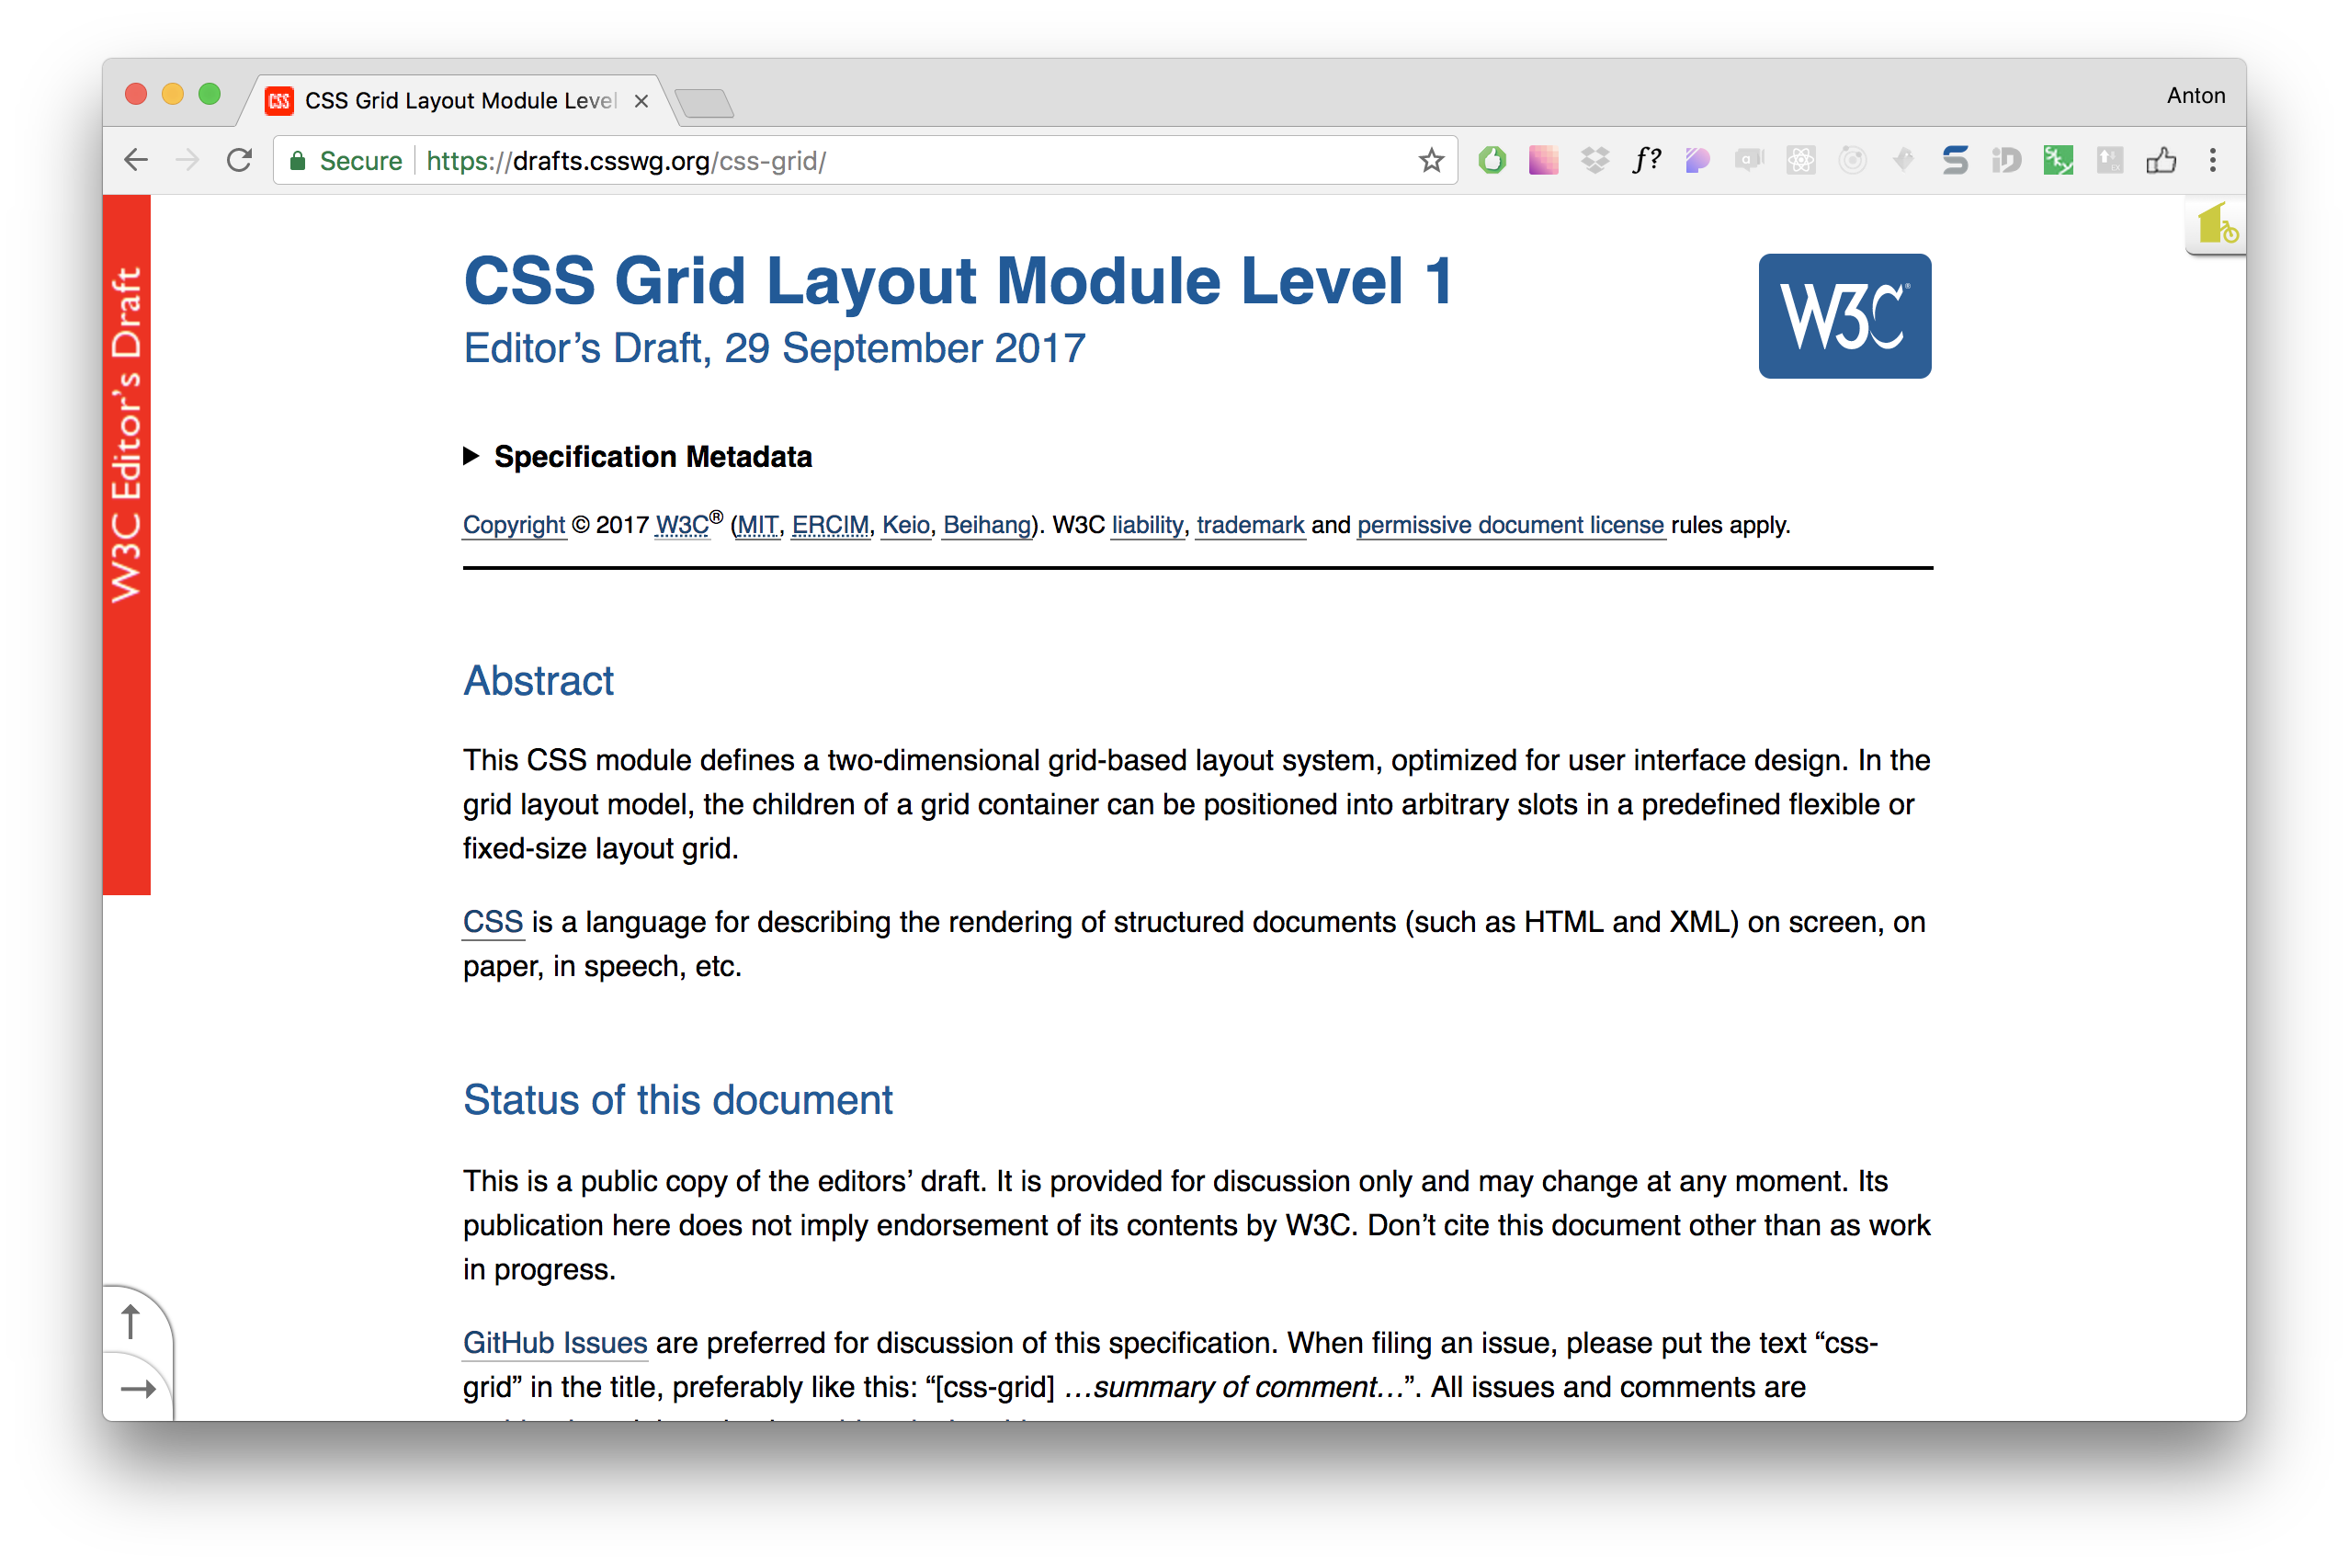 CSS Grid Layout Module Level
Anton
Secure https://drafts.csswg.org/css-grid/
W3C Editor's Draft
CSS Grid Layout Module Level 1
W3C®
Editor’s Draft, 29 September 2017
Specification Metadata
Copyright © 2017 W3C® (MIT, ERCIM, Keio, Beihang). W3C liability, trademark and permissive document license rules apply.
Abstract
This CSS module defines a two-dimensional grid-based layout system, optimized for user interface design. In the
grid layout model, the children of a grid container can be positioned into arbitrary slots in a predefined flexible or
fixed-size layout grid.
CSS is a language for describing the rendering of structured documents (such as HTML and XML) on screen, on
paper, in speech, etc.
Status of this document
This is a public copy of the editors’ draft. It is provided for discussion only and may change at any moment. Its
publication here does not imply endorsement of its contents by W3C. Don’t cite this document other than as work
in progress.
GitHub Issues are preferred for discussion of this specification. When filing an issue, please put the text “css-
grid” in the title, preferably like this: “[css-grid] …summary of comment…”. All issues and comments are